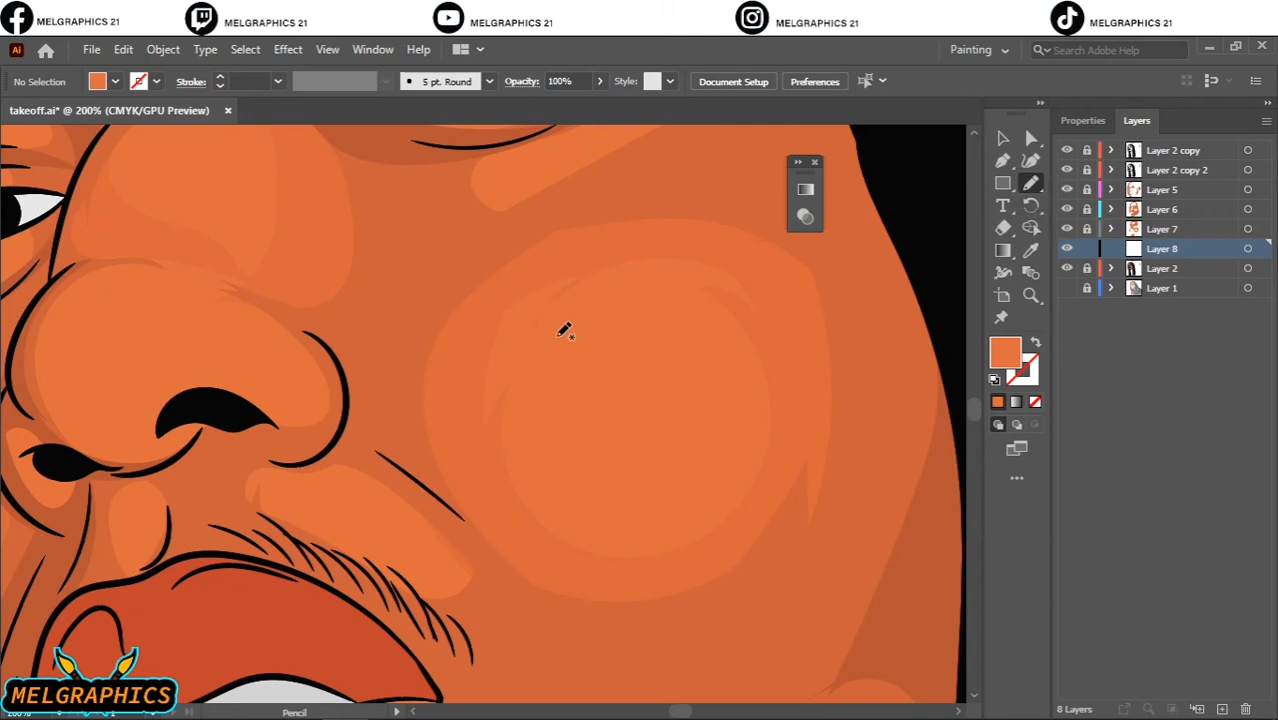 MELGRAPHICS 21 MELGRAPHICS 21 MELGRAPHICS 21 MELGRAPHICS 21 MELGRAPHICS 21
Ai File Edit Object Type Select Effect View Window Help Painting Search Adobe Help
No Selection Stroke: 5 pt. Round Opacity: 100% Style: Document Setup Preferences
takeoff.ai* @ 200% (CMYK/GPU Preview)
Properties Layers
Layer 2 copy
Layer 2 copy 2
Layer 5
Layer 6
Layer 7
Layer 8
Layer 2
Layer 1
MELGRAPHICS
Pencil
8 Layers